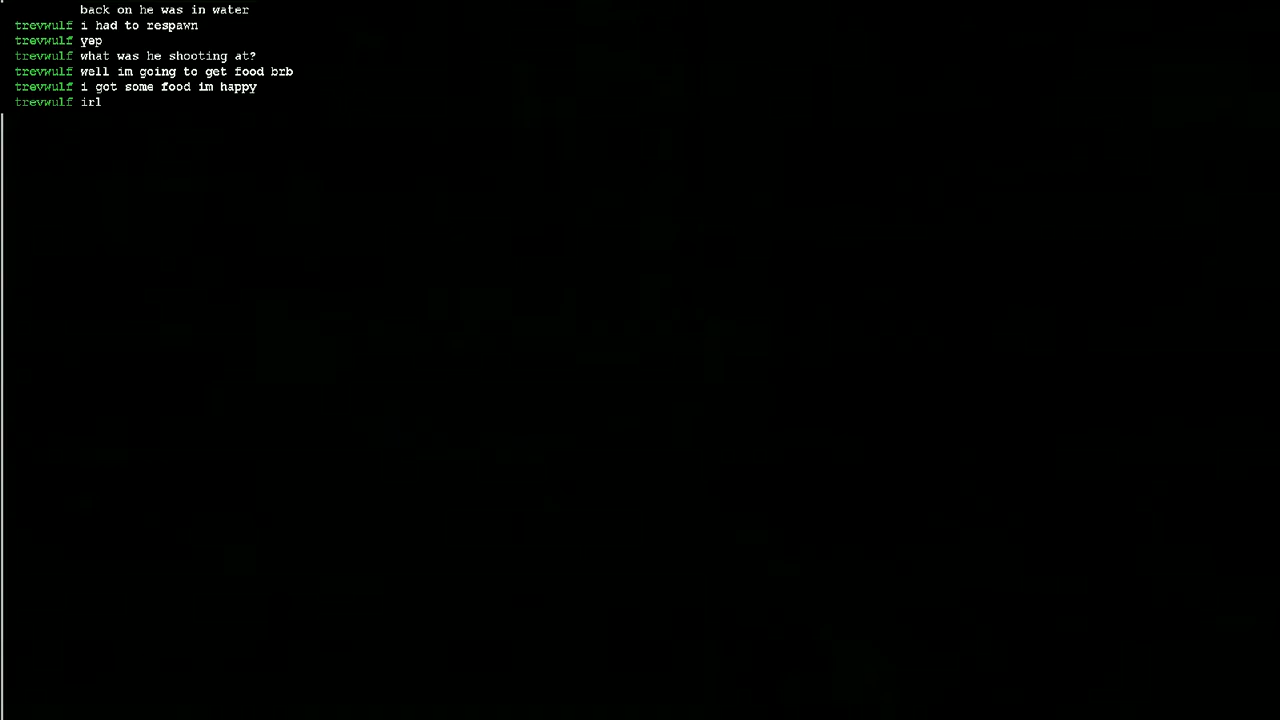 back on he was in water
trevwulf i had to respawn
trevwulf yep
trevwulf what was he shooting at?
trevwulf well im going to get food brb
trevwulf i got some food im happy
trevwulf irl